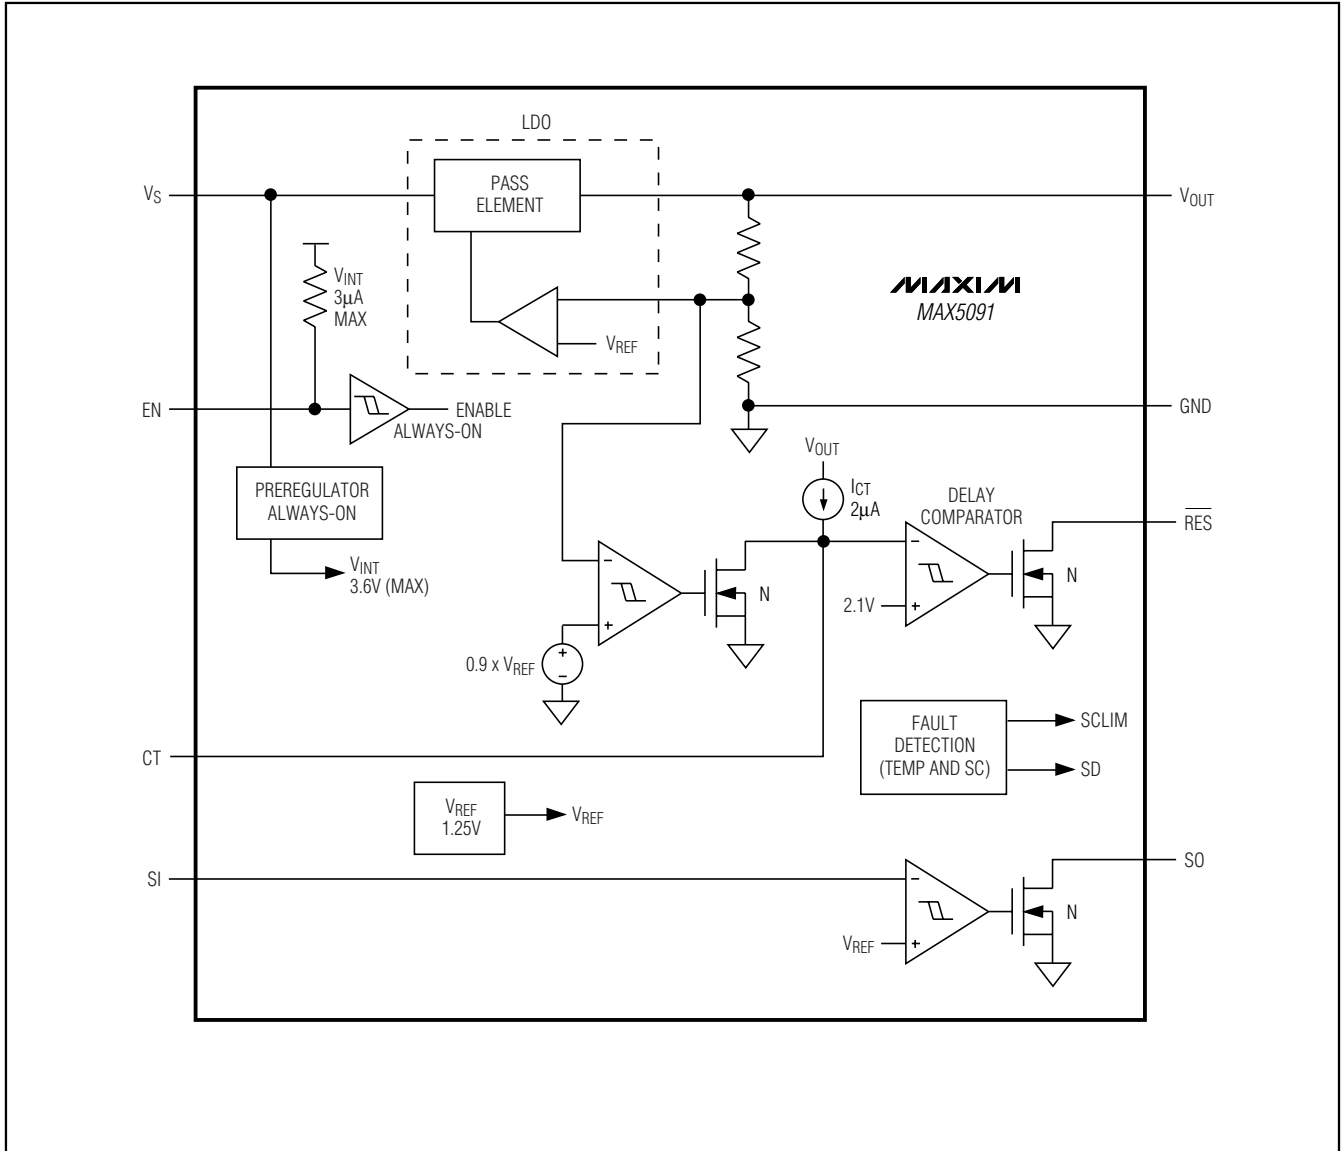 LDO
VS
PASS
ELEMENT
VOUT
VINT
3µA
MAX
MAXIM
MAX5091
VREF
EN
ENABLE
ALWAYS-ON
GND
VOUT
PREREGULATOR
ALWAYS-ON
ICT
2µA
DELAY
COMPARATOR
RES
VINT
3.6V (MAX)
−
−
N
N
2.1V
+
+
0.9 x VREF
+
−
FAULT
DETECTION
(TEMP AND SC)
SCLIM
SD
CT
VREF
1.25V
VREF
SI
−
SO
N
VREF
+